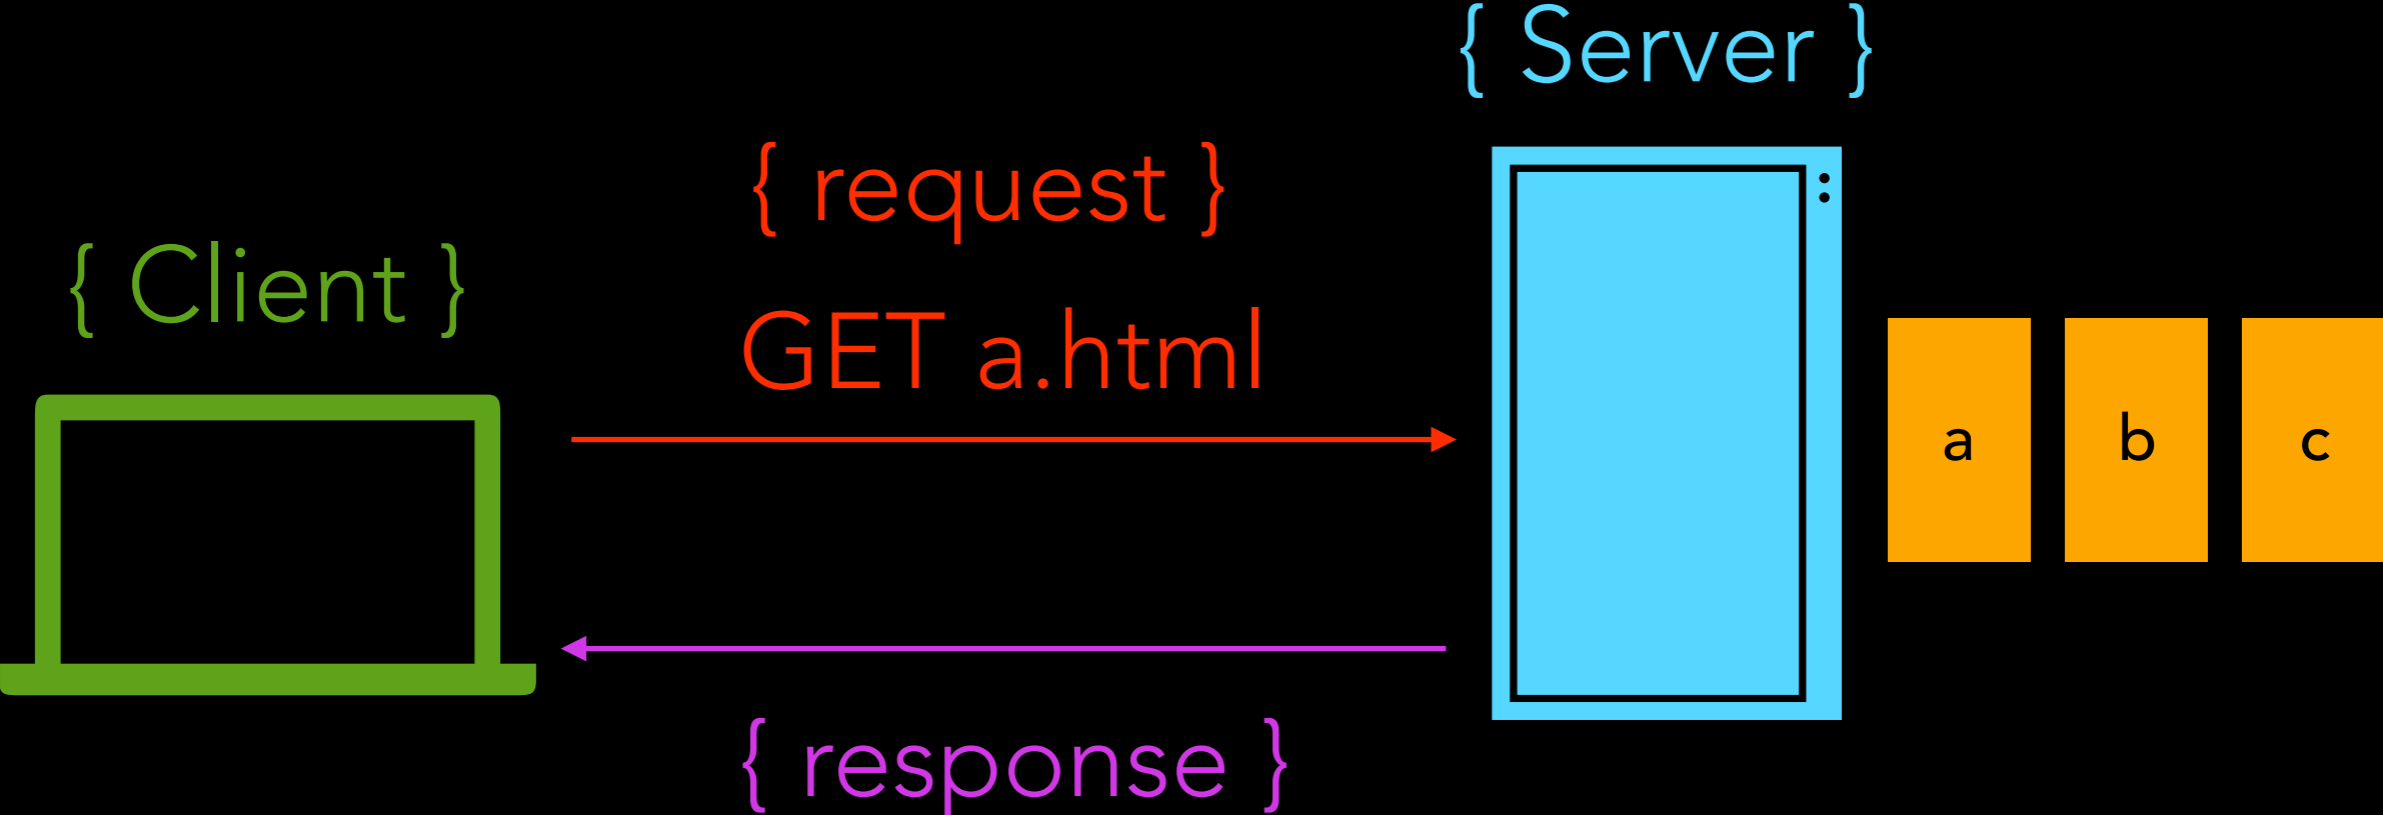 { Server }
{ request }
{ Client }
GET a.html
a b c
{ response }